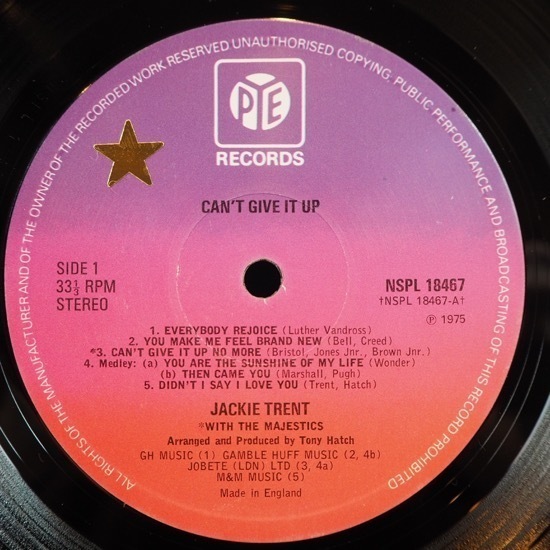 ALL RIGHTS OF THE MANUFACTURER AND OF THE OWNER OF THE RECORDED WORK RESERVED UNAUTHORISED COPYING, PUBLIC PERFORMANCE AND BROADCASTING OF THIS RECORD PROHIBITED
PYE
RECORDS
CAN'T GIVE IT UP
SIDE 1
33⅓ RPM
STEREO
NSPL 18467
†NSPL 18467-A†
Ⓟ 1975
1. EVERYBODY REJOICE (Luther Vandross)
2. YOU MAKE ME FEEL BRAND NEW (Bell, Creed)
*3. CAN'T GIVE IT UP NO MORE (Bristol, Jones Jnr., Brown Jnr.)
4. Medley: (a) YOU ARE THE SUNSHINE OF MY LIFE (Wonder)
(b) THEN CAME YOU (Marshall, Pugh)
5. DIDN'T I SAY I LOVE YOU (Trent, Hatch)
JACKIE TRENT
*WITH THE MAJESTICS
Arranged and Produced by Tony Hatch
GH MUSIC (1) GAMBLE HUFF MUSIC (2, 4b)
JOBETE (LDN) LTD (3, 4a)
M&M MUSIC (5)
Made in England